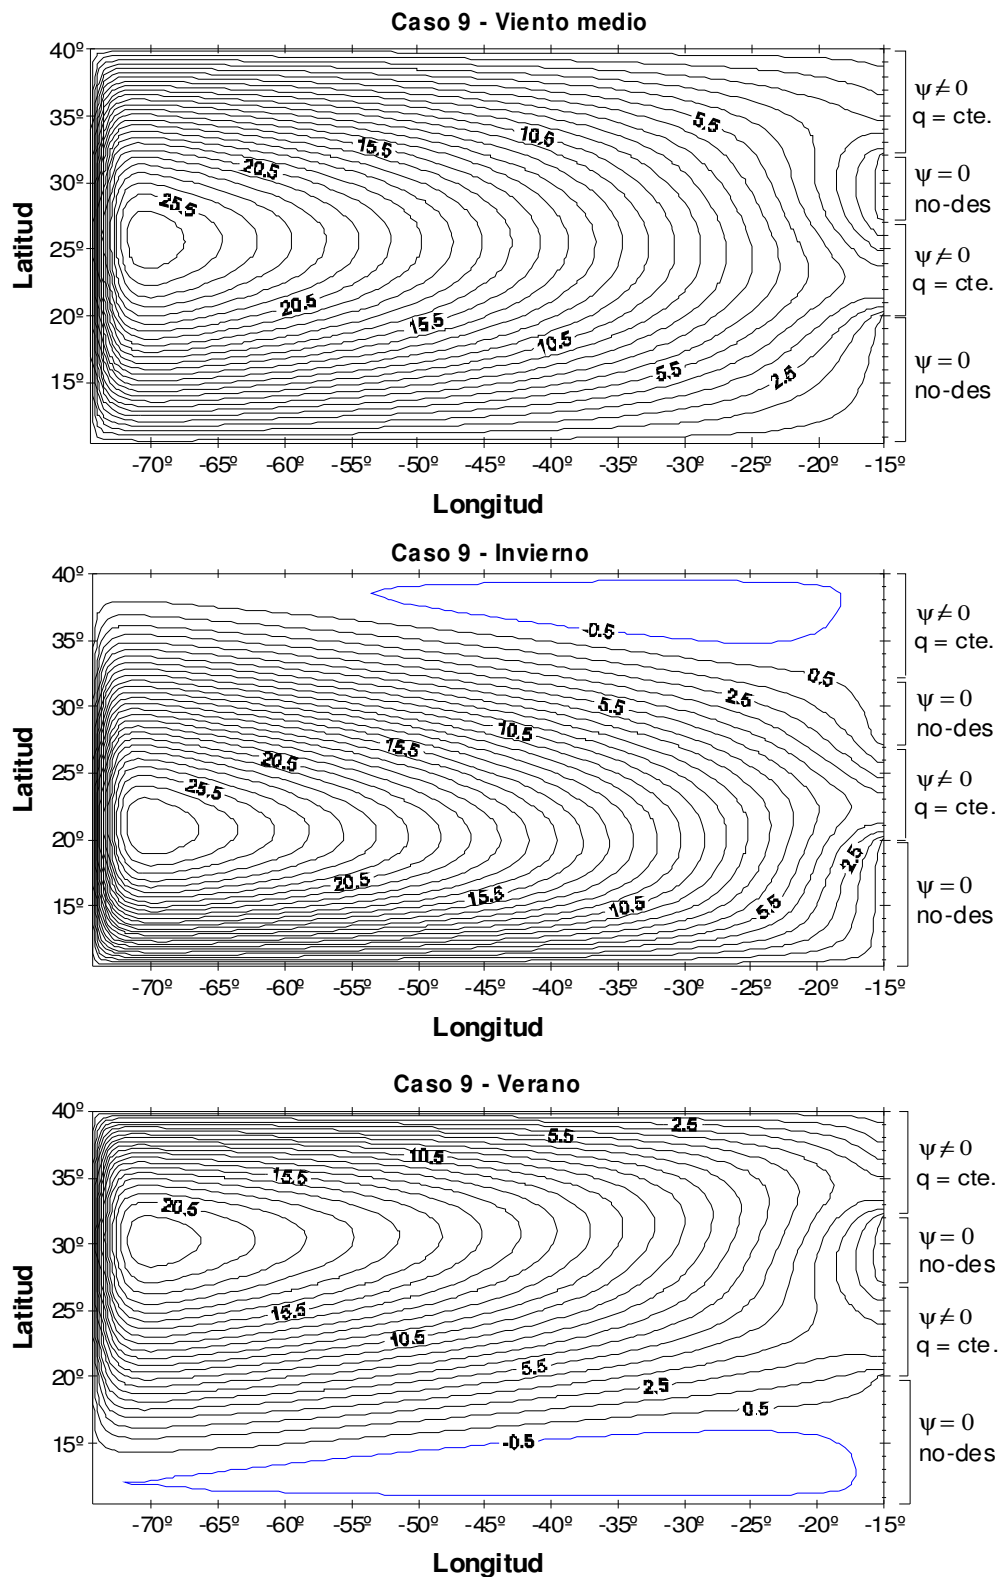 Caso 9 - Viento medio
40º
35º
30º
25º
20º
15º
Latitud
5.5
10.5
15.5
20.5
25.5
20.5
15.5
10.5
5.5
2.5
ψ≠0
q = cte.
ψ=0
no-des
ψ≠0
q = cte.
ψ=0
no-des
-70º -65º -60º -55º -50º -45º -40º -35º -30º -25º -20º -15º
Longitud
Caso 9 - Invierno
40º
35º
30º
25º
20º
15º
Latitud
-0.5
0.5
2.5
5.5
10.5
15.5
20.5
25.5
20.5
15.5
10.5
5.5
2.5
ψ≠0
q = cte.
ψ=0
no-des
ψ≠0
q = cte.
ψ=0
no-des
-70º -65º -60º -55º -50º -45º -40º -35º -30º -25º -20º -15º
Longitud
Caso 9 - Verano
40º
35º
30º
25º
20º
15º
Latitud
2.5
5.5
10.5
15.5
20.5
15.5
10.5
5.5
2.5
0.5
-0.5
ψ≠0
q = cte.
ψ=0
no-des
ψ≠0
q = cte.
ψ=0
no-des
-70º -65º -60º -55º -50º -45º -40º -35º -30º -25º -20º -15º
Longitud